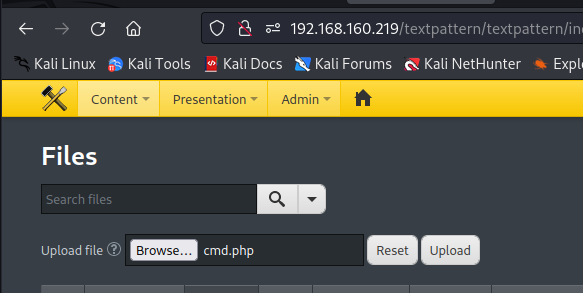 192.168.160.219/textpattern/textpattern/in
Kali Linux Kali Tools Kali Docs Kali Forums Kali NetHunter Explo
Content Presentation Admin
Files
Search files
Upload file ? Browse... cmd.php Reset Upload